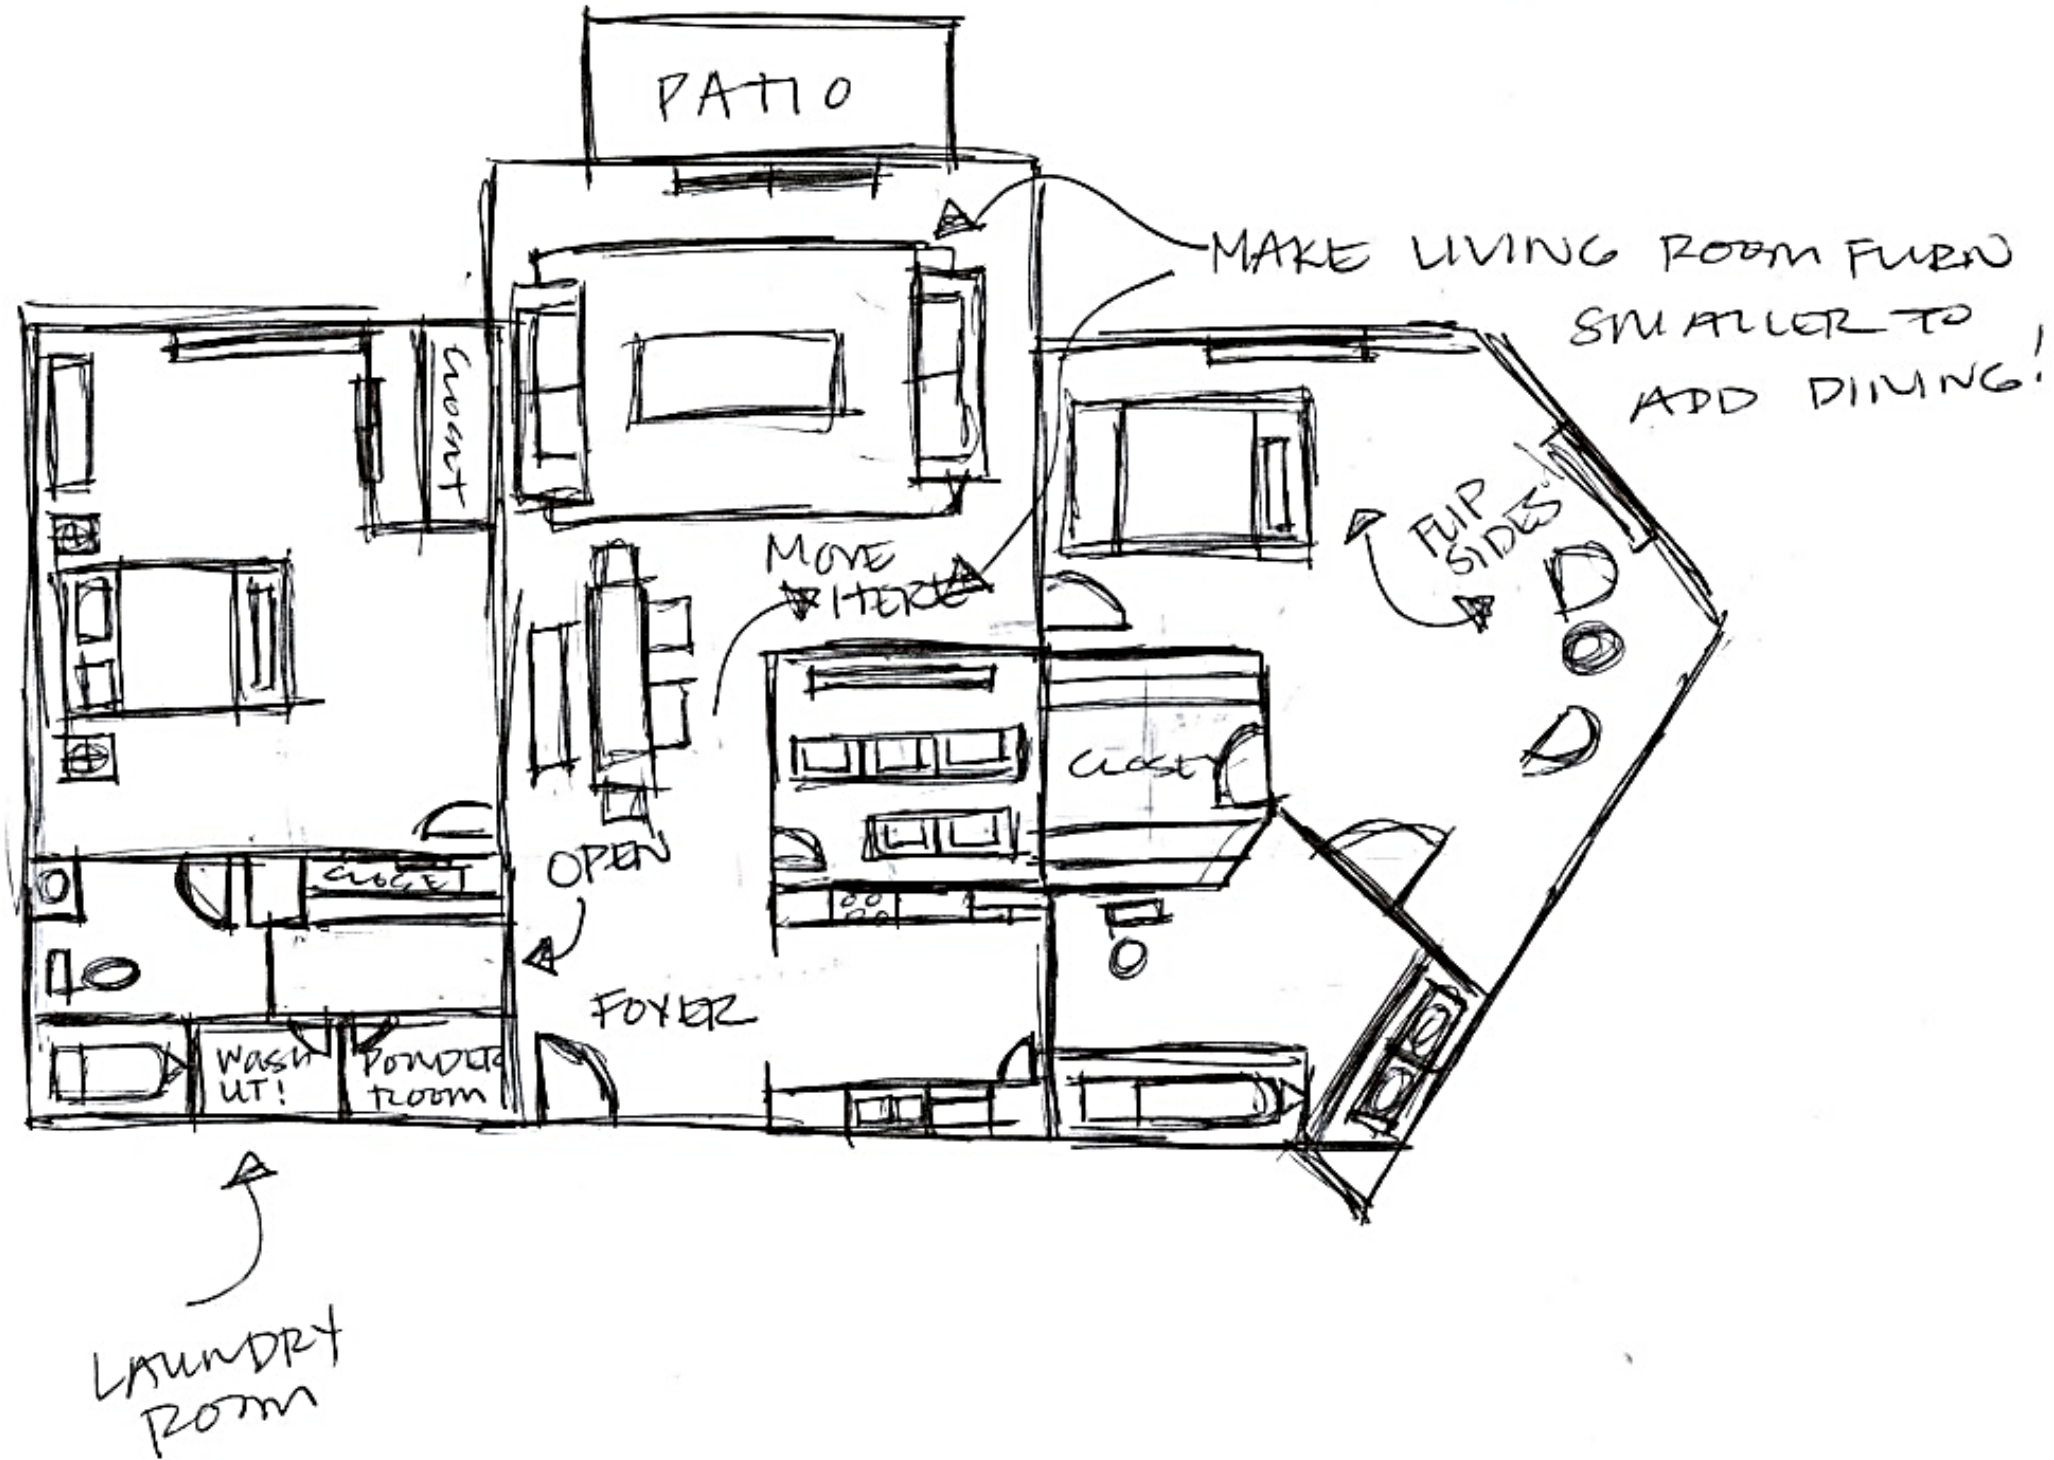 PATIO
MAKE LIVING ROOM FURN
SMALLER TO
ADD DINING!
CLOSET
FLIP
SIDES
MOVE
HERE
CLOSET
OPEN
CLOSET
FOYER
WASH
UT!
POWDER
ROOM
LAUNDRY
ROOM